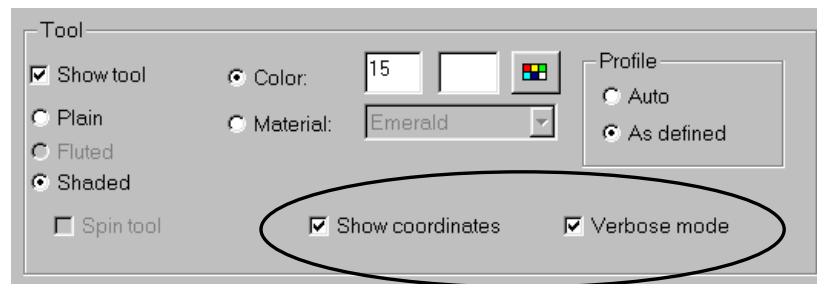 Tool
Show tool
Color:
15
Profile
Auto
As defined
Plain
Material:
Emerald
Fluted
Shaded
Spin tool
Show coordinates
Verbose mode